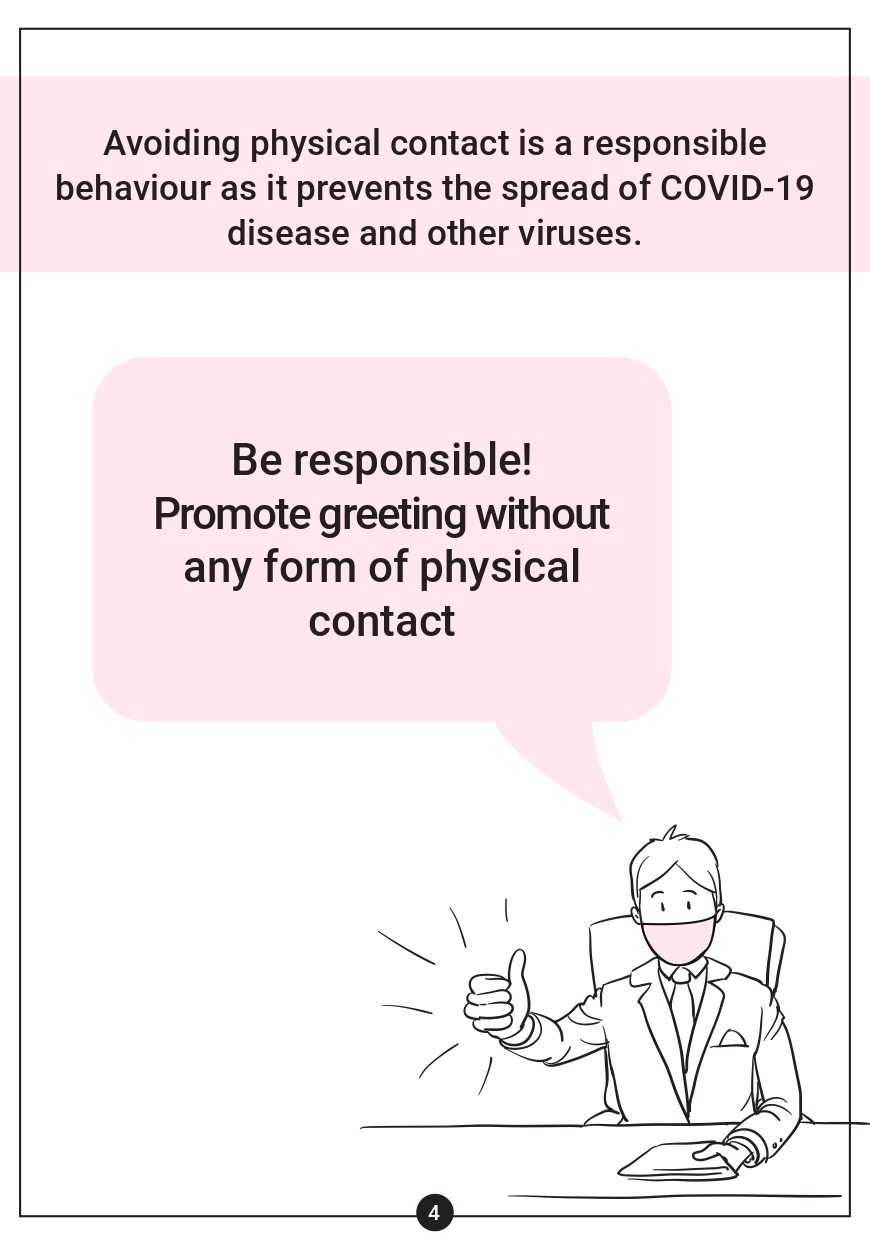 Avoiding physical contact is a responsible
behaviour as it prevents the spread of COVID-19
disease and other viruses.
Be responsible!
Promote greeting without
any form of physical
contact
4